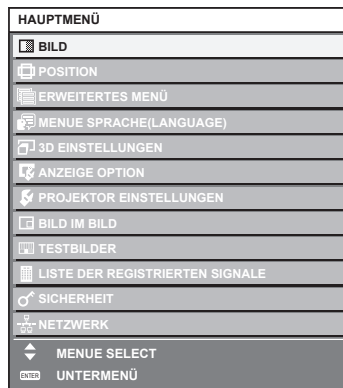 HAUPTMENÜ
BILD
POSITION
ERWEITERTES MENÜ
MENUE SPRACHE(LANGUAGE)
3D EINSTELLUNGEN
ANZEIGE OPTION
PROJEKTOR EINSTELLUNGEN
BILD IM BILD
TESTBILDER
LISTE DER REGISTRIERTEN SIGNALE
SICHERHEIT
NETZWERK
MENUE SELECT
ENTER UNTERMENÜ